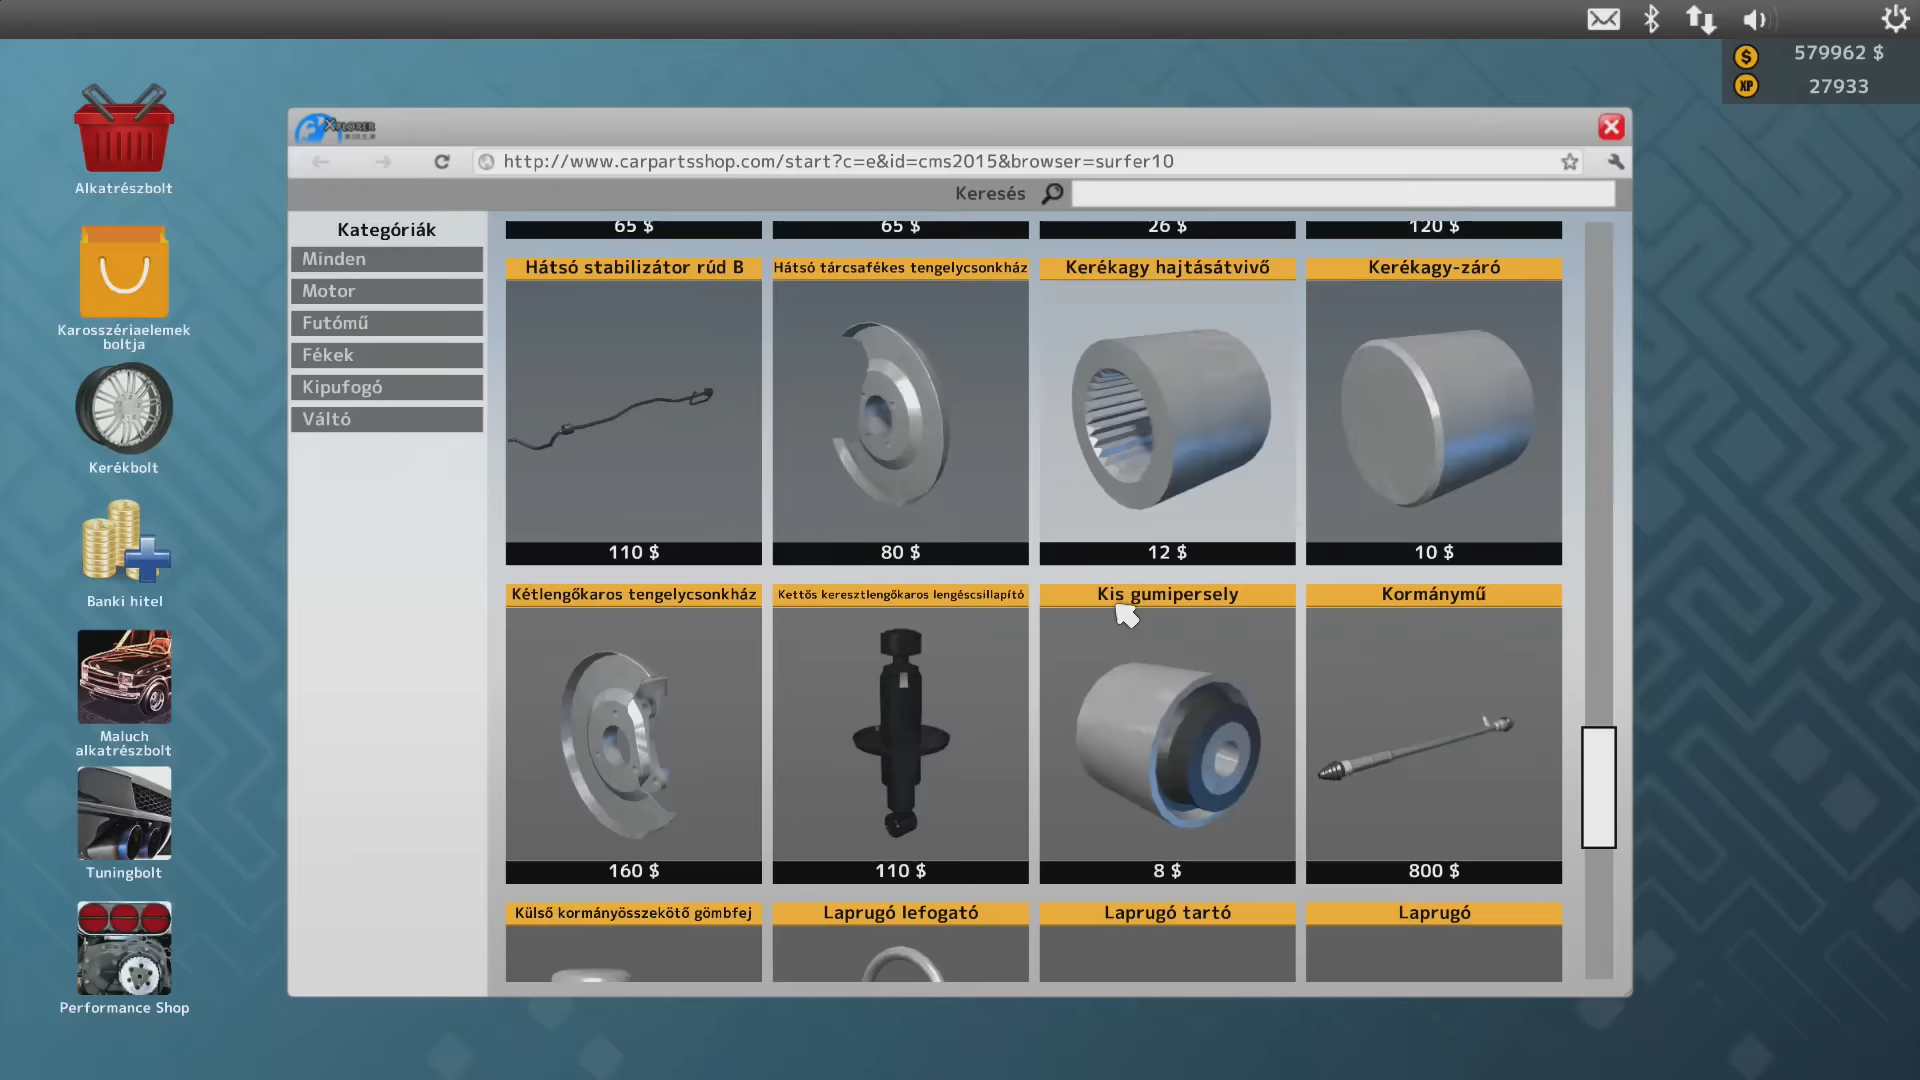 579962 $
27933
Alkatrészbolt
Karosszériaelemek
boltja
Kerékbolt
Banki hitel
Maluch
alkatrészbolt
Tuningbolt
Performance Shop
XPLORER
http://www.carpartsshop.com/start?c=e&id=cms2015&browser=surfer10
Keresés
Kategóriák
Minden
Motor
Futómű
Fékek
Kipufogó
Váltó
65 $ 65 $ 26 $ 120 $
Hátsó stabilizátor rúd B Hátsó tárcsafékes tengelycsonkház Kerékagy hajtásátvivő Kerékagy-záró
110 $ 80 $ 12 $ 10 $
Kétlengőkaros tengelycsonkház Kettős keresztlengőkaros lengéscsillapító Kis gumipersely Kormánymű
160 $ 110 $ 8 $ 800 $
Külső kormányösszekötő gömbfej Laprugó lefogató Laprugó tartó Laprugó